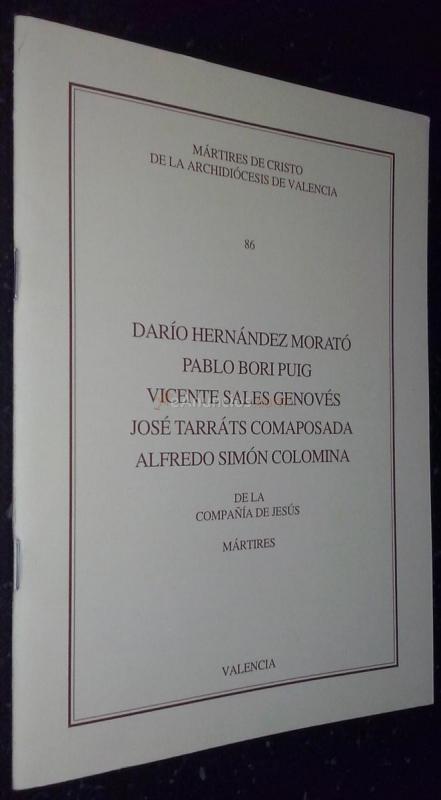 MÁRTIRES DE CRISTO
DE LA ARCHIDIÓCESIS DE VALENCIA
86
DARÍO HERNÁNDEZ MORATÓ
PABLO BORI PUIG
VICENTE SALES GENOVÉS
JOSÉ TARRÁTS COMAPOSADA
ALFREDO SIMÓN COLOMINA
DE LA
COMPAÑÍA DE JESÚS
MÁRTIRES
VALENCIA